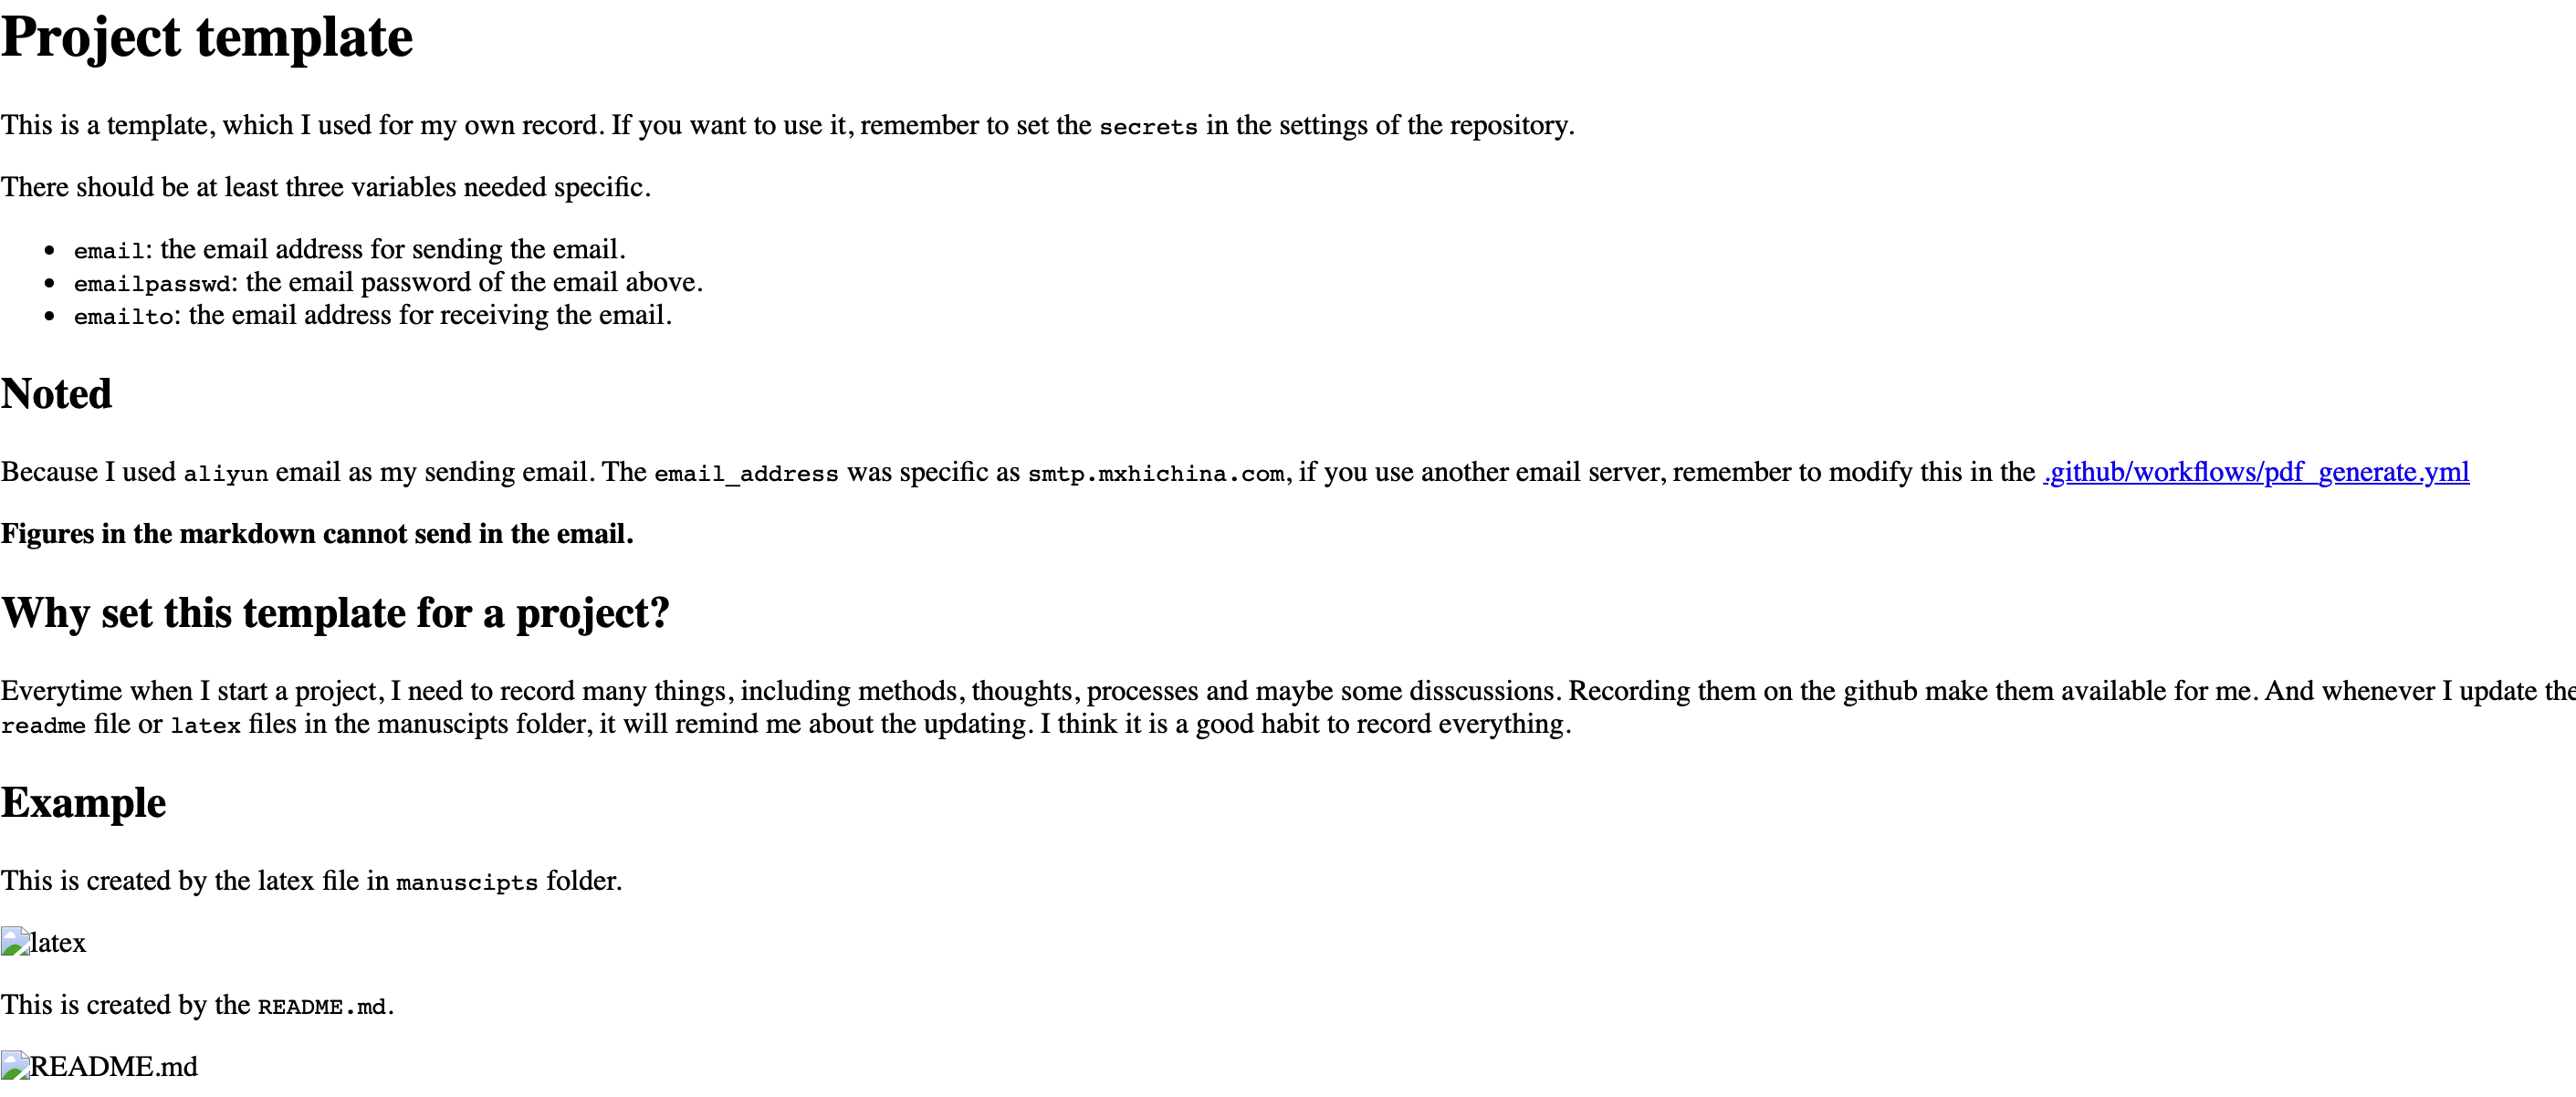 Project template
This is a template, which I used for my own record. If you want to use it, remember to set the secrets in the settings of the repository.
There should be at least three variables needed specific.
• email: the email address for sending the email.
• emailpasswd: the email password of the email above.
• emailto: the email address for receiving the email.
Noted
Because I used aliyun email as my sending email. The email_address was specific as smtp.mxhichina.com, if you use another email server, remember to modify this in the .github/workflows/pdf_generate.yml
Figures in the markdown cannot send in the email.
Why set this template for a project?
Everytime when I start a project, I need to record many things, including methods, thoughts, processes and maybe some disscussions. Recording them on the github make them available for me. And whenever I update the
readme file or latex files in the manuscipts folder, it will remind me about the updating. I think it is a good habit to record everything.
Example
This is created by the latex file in manuscipts folder.
latex
This is created by the README.md.
README.md